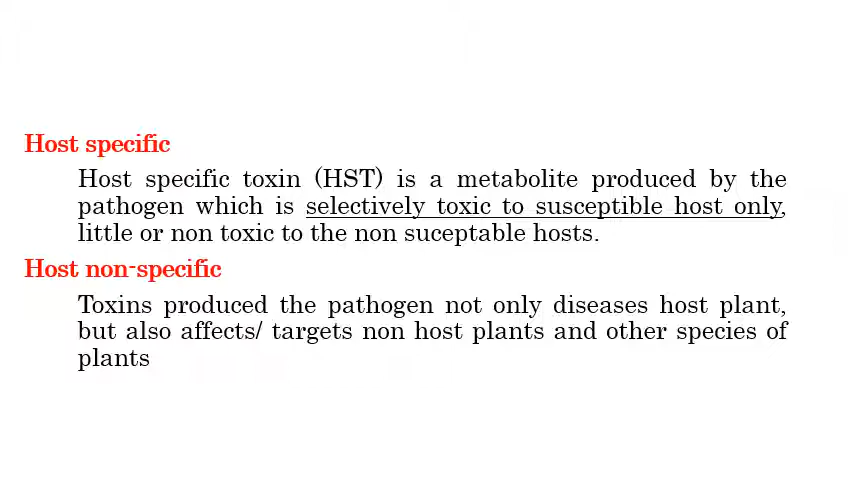 Host specific
Host specific toxin (HST) is a metabolite produced by the
pathogen which is selectively toxic to susceptible host only,
little or non toxic to the non suceptable hosts.
Host non-specific
Toxins produced the pathogen not only diseases host plant,
but also affects/ targets non host plants and other species of
plants